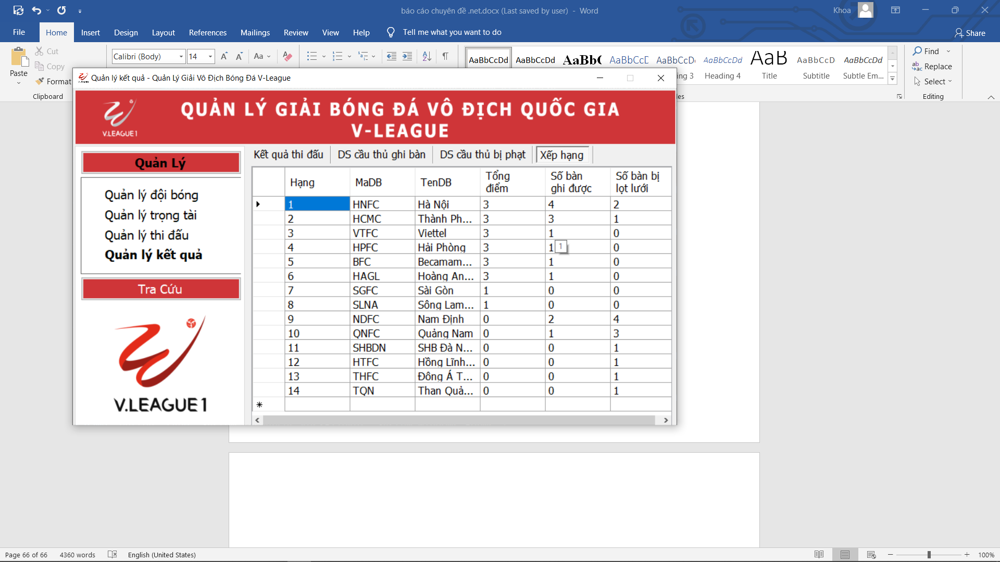 báo cáo chuyên đề .net.docx (Last saved by user) - Word
Khoa
File Home Insert Design Layout References Mailings Review View Help Tell me what you want to do
Share
Cut
Copy
Format
Paste
Clipboard
Calibri (Body) 14
Aa
AaBbCcDd AaBbCcDd AaBbC AaBbCcD AaBbCcDd AaBbCcDd AaB AaBbCcD AaBbCcDd
ing 3 Heading 4 Title Subtitle Subtle Em...
les
Find
Replace
Select
Editing
Quản lý kết quả - Quản Lý Giải Vô Địch Bóng Đá V-League
V.LEAGUE 1
QUẢN LÝ GIẢI BÓNG ĐÁ VÔ ĐỊCH QUỐC GIA
V-LEAGUE
Quản Lý
Quản lý đội bóng
Quản lý trọng tài
Quản lý thi đấu
Quản lý kết quả
Tra Cứu
V.LEAGUE 1
Kết quả thi đấu DS cầu thủ ghi bàn DS cầu thủ bị phạt Xếp hạng
Hạng MaDB TenDB Tổng điểm Số bàn ghi được Số bàn bị lọt lưới
1 HNFC Hà Nội 3 4 2
2 HCMC Thành Ph... 3 3 1
3 VTFC Viettel 3 1 0
4 HPFC Hải Phòng 3 1 0
1
5 BFC Becamam... 3 1 0
6 HAGL Hoàng An... 3 1 0
7 SGFC Sài Gòn 1 0 0
8 SLNA Sông Lam... 1 0 0
9 NDFC Nam Định 0 2 4
10 QNFC Quảng Nam 0 1 3
11 SHBDN SHB Đà N... 0 0 1
12 HTFC Hồng Lĩnh... 0 0 1
13 THFC Đông Á T... 0 0 1
14 TQN Than Quả... 0 0 1
Page 66 of 66 4360 words English (United States) 100%